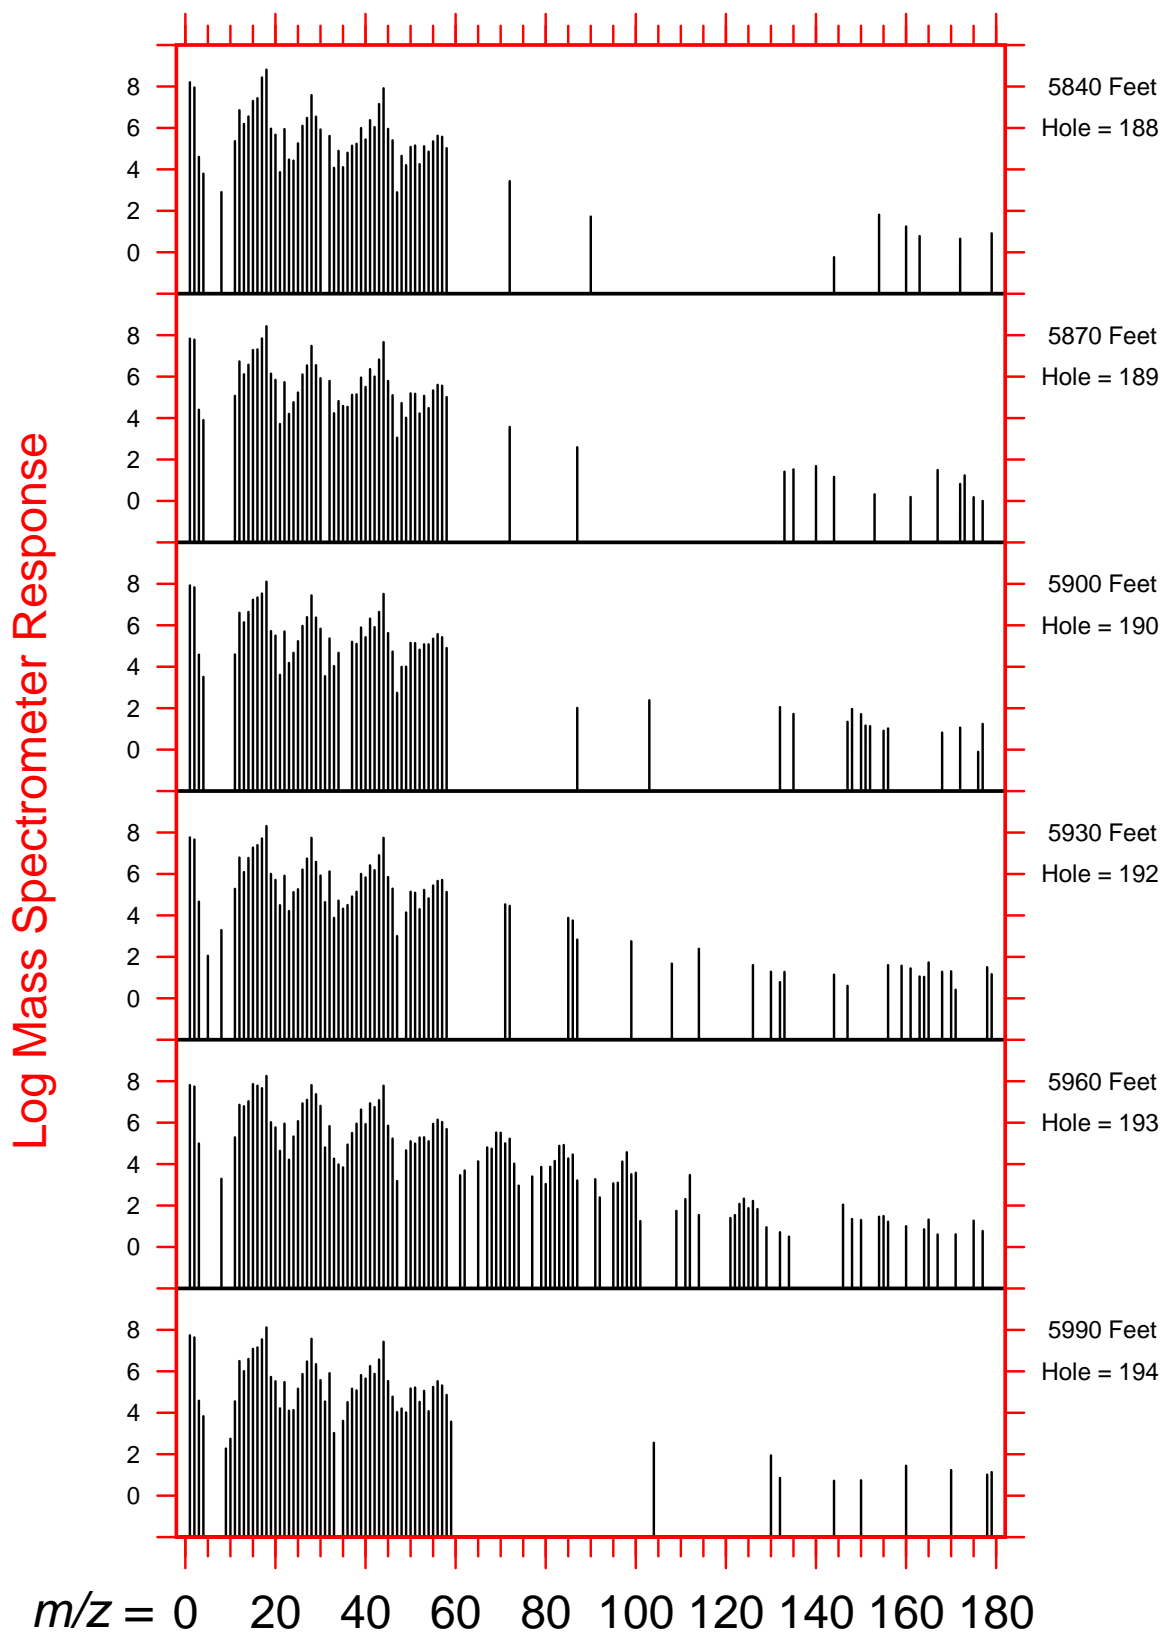 8
6
4
2
0
5840 Feet
Hole = 188
8
6
4
2
0
5870 Feet
Hole = 189
8
6
4
2
0
5900 Feet
Hole = 190
8
6
4
2
0
5930 Feet
Hole = 192
8
6
4
2
0
5960 Feet
Hole = 193
8
6
4
2
0
5990 Feet
Hole = 194
Log Mass Spectrometer Response
m/z = 0 20 40 60 80 100 120 140 160 180